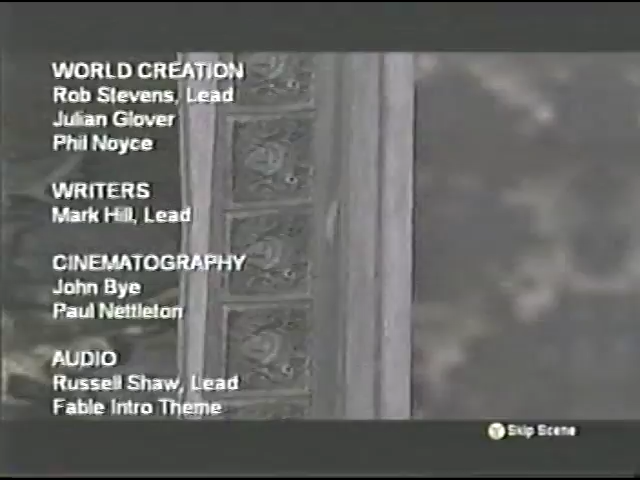 WORLD CREATION
Rob Stevens, Lead
Julian Glover
Phil Noyce
WRITERS
Mark Hill, Lead
CINEMATOGRAPHY
John Bye
Paul Nettleton
AUDIO
Russell Shaw, Lead
Fable Intro Theme
Y Skip Scene